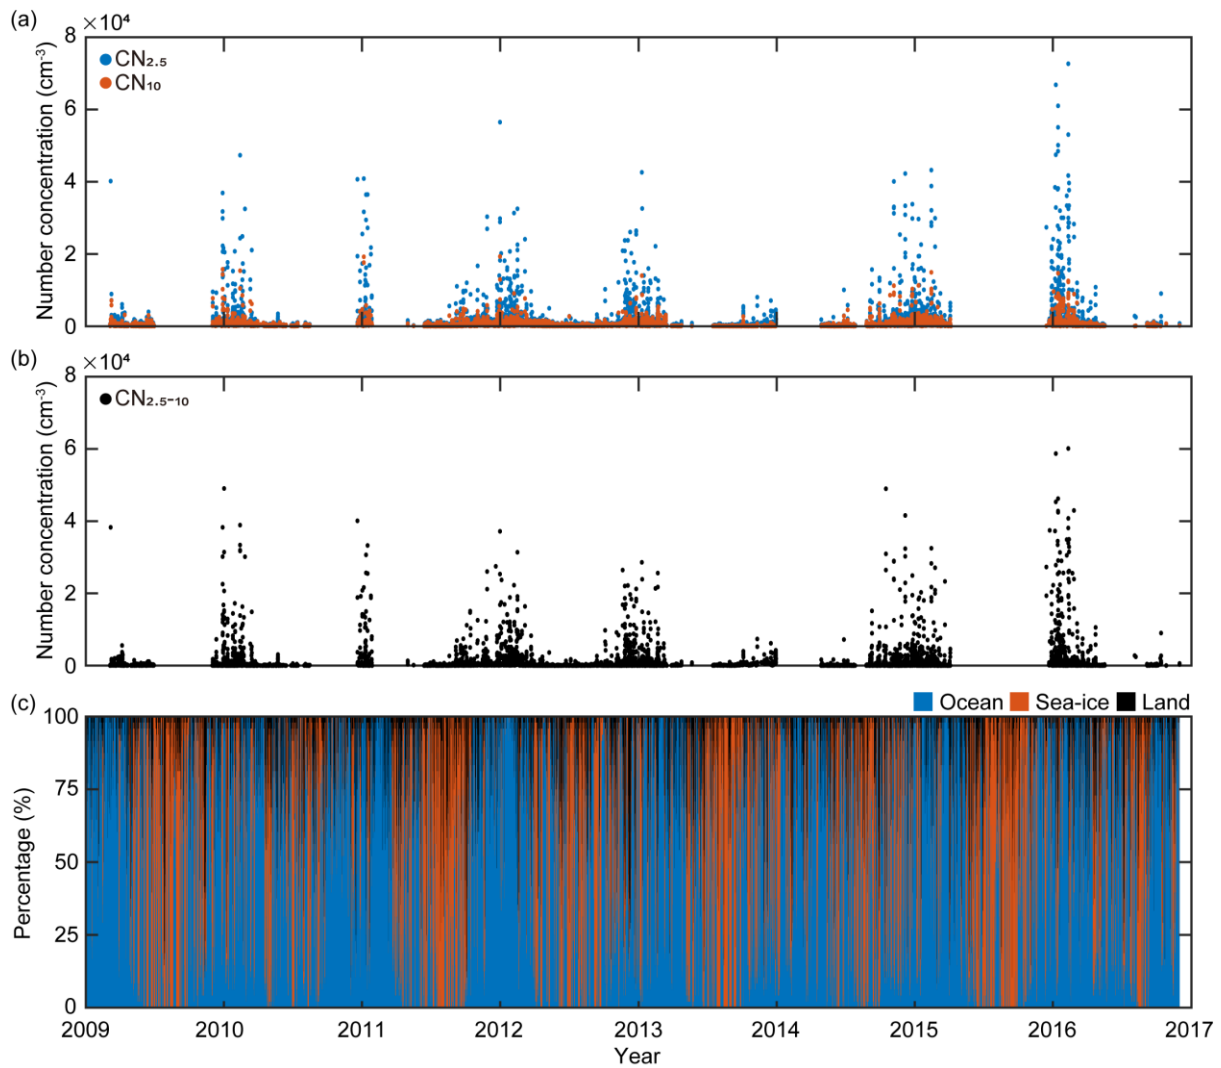 (a)
×10⁴
Number concentration (cm⁻³)
8
6
4
2
0
CN₂.₅
CN₁₀
(b)
×10⁴
Number concentration (cm⁻³)
8
6
4
2
0
CN₂.₅₋₁₀
(c)
Ocean Sea-ice Land
Percentage (%)
100
75
50
25
0
2009 2010 2011 2012 2013 2014 2015 2016 2017
Year